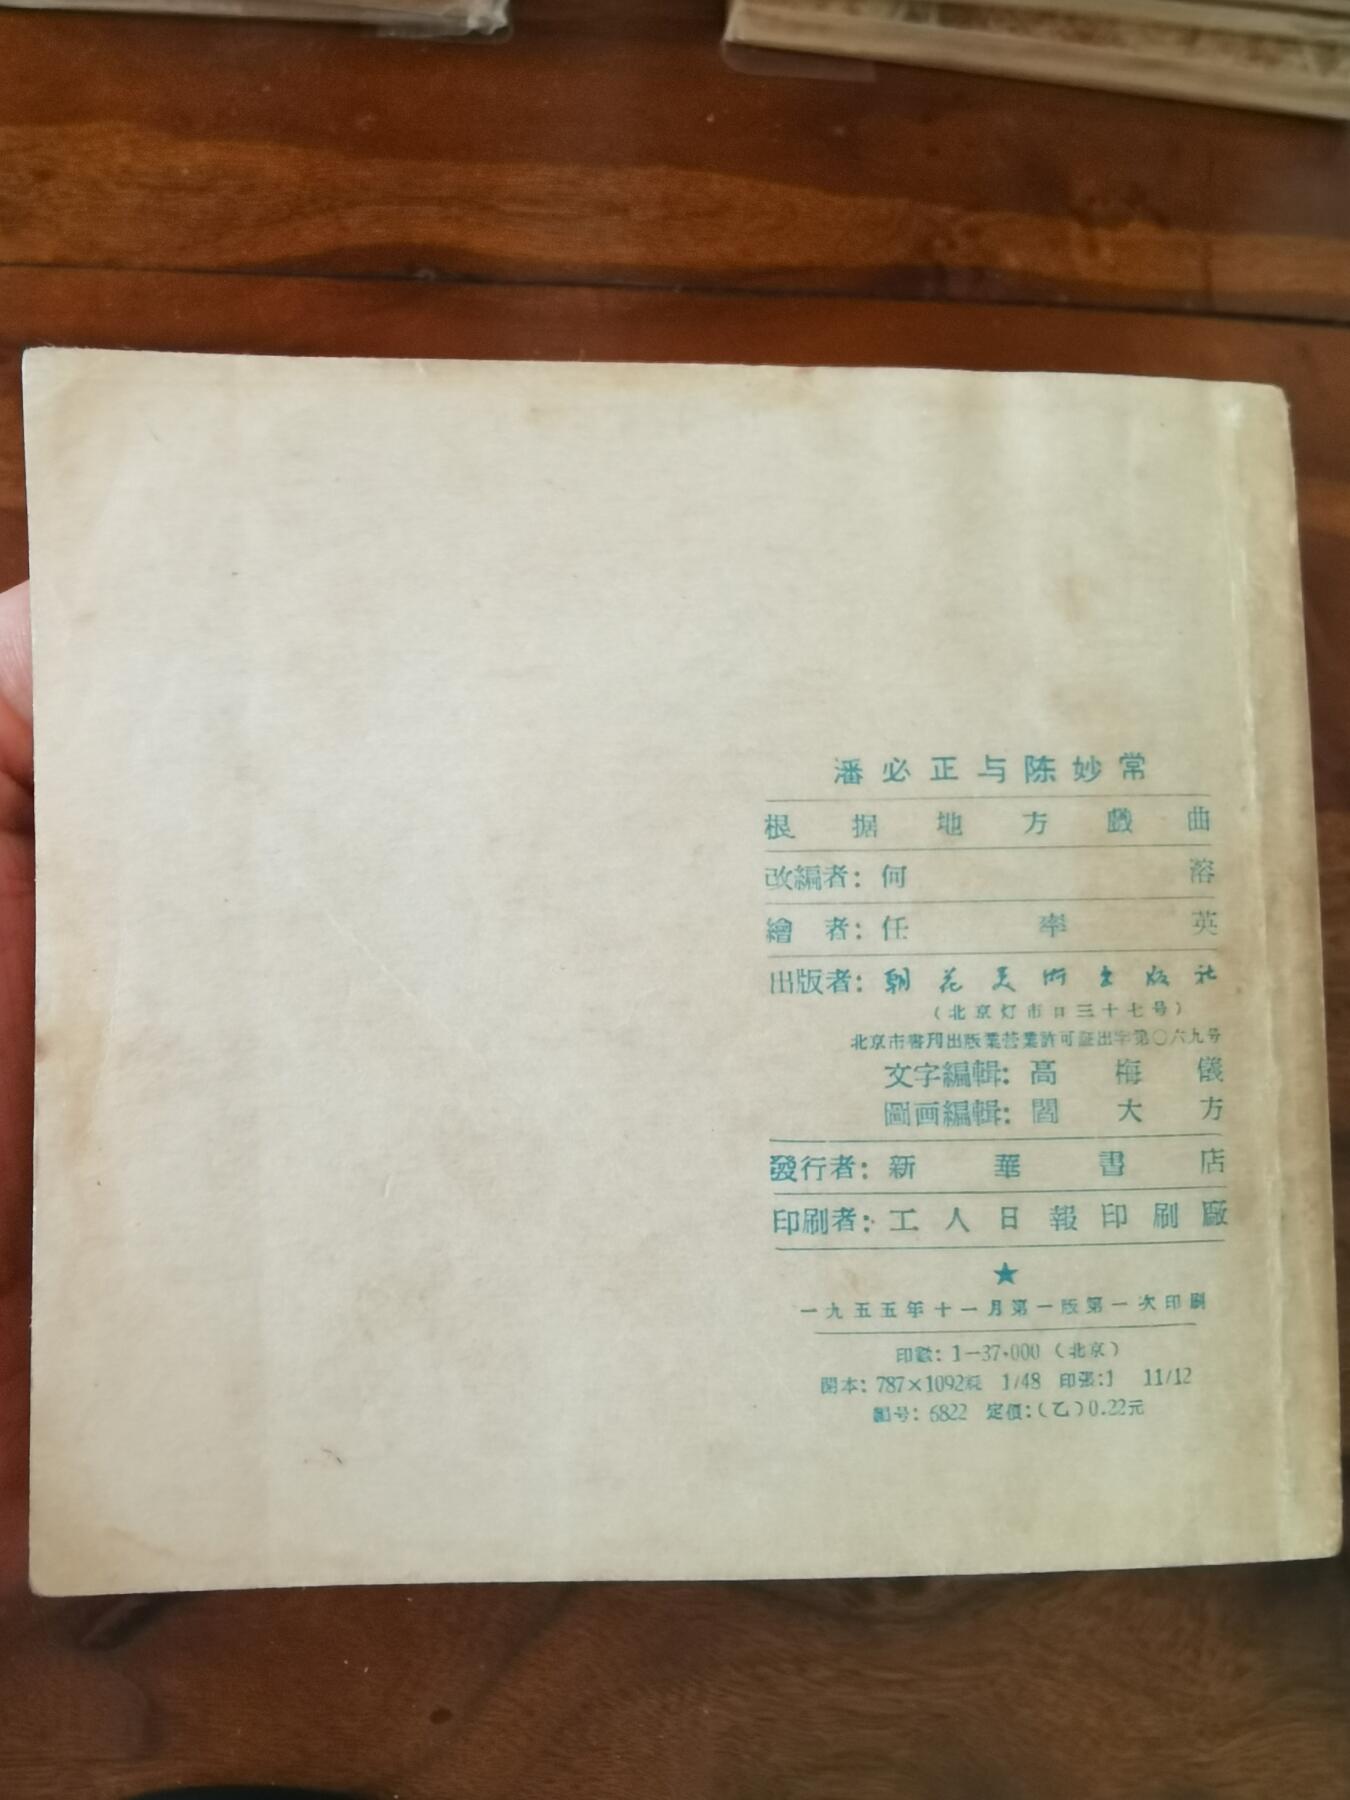 潘必正与陈妙常
根据地方戲曲
改編者：何溶
繪者：任率英
出版者：朝花美術出版社
（北京灯市口三十七号）
北京市書刊出版業营業許可証出字第〇六九号
文字編輯：高梅儀
圖画編輯：閻大方
發行者：新華書店
印刷者：工人日報印刷廠
★
一九五五年十一月第一版第一次印刷
印數：1—37·000（北京）
開本：787×1092粍 1/48 印張：1 11/12
編号：6822 定價：（乙）0.22元